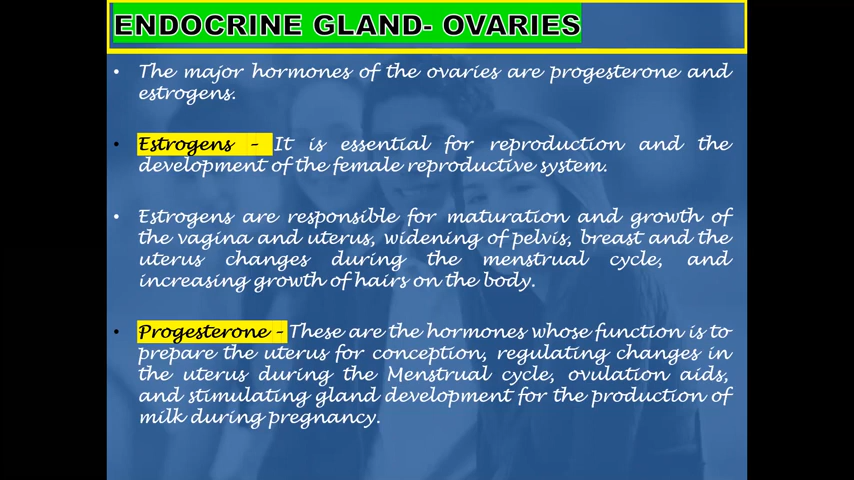 ENDOCRINE GLAND- OVARIES
• The major hormones of the ovaries are progesterone and
estrogens.
• Estrogens – It is essential for reproduction and the
development of the female reproductive system.
• Estrogens are responsible for maturation and growth of
the vagina and uterus, widening of pelvis, breast and the
uterus changes during the menstrual cycle, and
increasing growth of hairs on the body.
• Progesterone – These are the hormones whose function is to
prepare the uterus for conception, regulating changes in
the uterus during the Menstrual cycle, ovulation aids,
and stimulating gland development for the production of
milk during pregnancy.